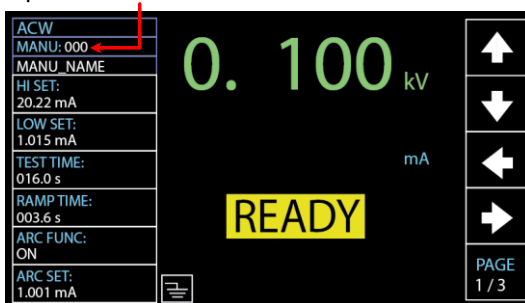 ACW
MANU: 000
MANU_NAME
HI SET:
20.22 mA
LOW SET:
1.015 mA
TEST TIME:
016.0 s
RAMP TIME:
003.6 s
ARC FUNC:
ON
ARC SET:
1.001 mA
0. 100 kV
mA
READY
PAGE
1 / 3